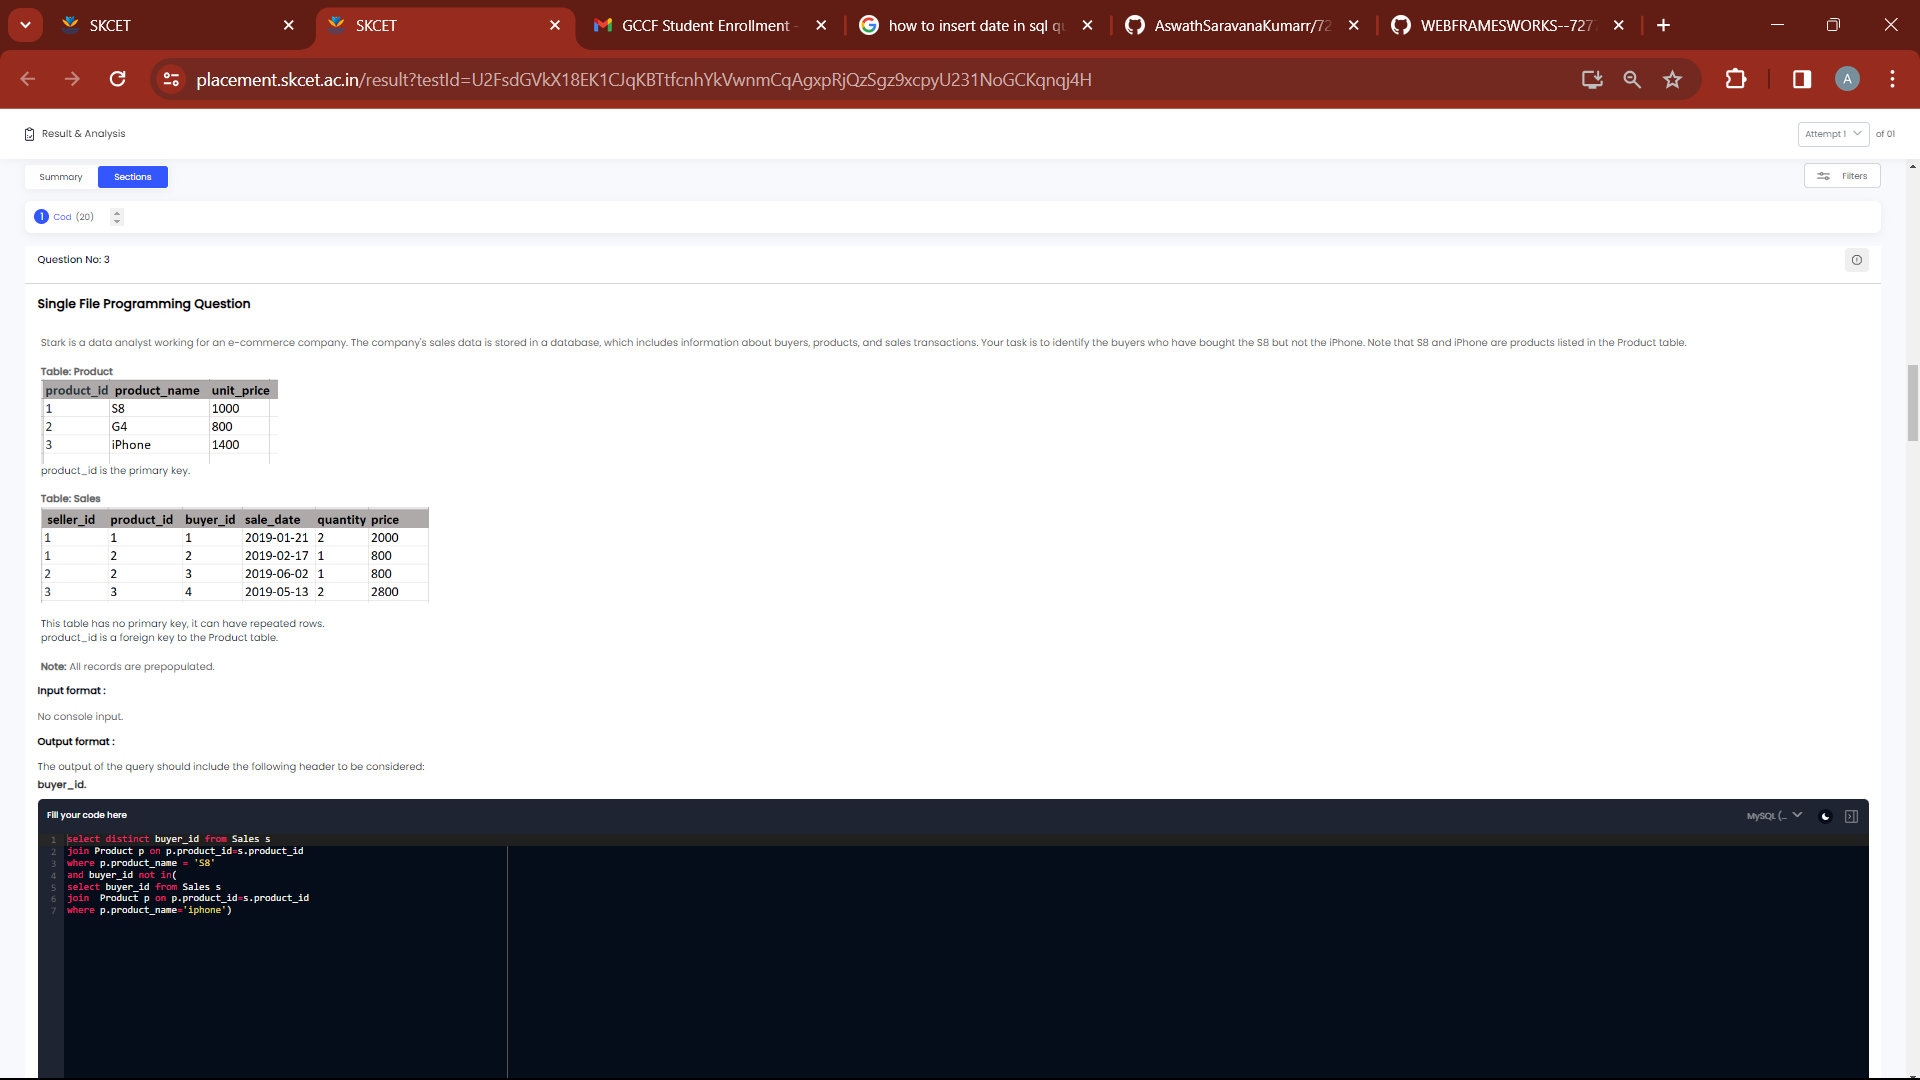 SKCET
SKCET
GCCF Student Enrollment -
how to insert date in sql qu
AswathSaravanaKumarr/72
WEBFRAMESWORKS--727
placement.skcet.ac.in/result?testId=U2FsdGVkX18EK1CJqKBTtfcnhYkVwnmCqAgxpRjQzSgz9xcpyU231NoGCKqnqj4H
A
Result & Analysis
Attempt 1 of 01
Summary Sections Filters
1 Cod (20)
Question No: 3
Single File Programming Question
Stark is a data analyst working for an e-commerce company. The company's sales data is stored in a database, which includes information about buyers, products, and sales transactions. Your task is to identify the buyers who have bought the S8 but not the iPhone. Note that S8 and iPhone are products listed in the Product table.
Table: Product
product_id product_name unit_price
1 S8 1000
2 G4 800
3 iPhone 1400
product_id is the primary key.
Table: Sales
seller_id product_id buyer_id sale_date quantity price
1 1 1 2019-01-21 2 2000
1 2 2 2019-02-17 1 800
2 2 3 2019-06-02 1 800
3 3 4 2019-05-13 2 2800
This table has no primary key, it can have repeated rows.
product_id is a foreign key to the Product table.
Note: All records are prepopulated.
Input format :
No console input.
Output format :
The output of the query should include the following header to be considered:
buyer_id.
Fill your code here MySQL (_
1 select distinct buyer_id from Sales s
2 join Product p on p.product_id=s.product_id
3 where p.product_name = 'S8'
4 and buyer_id not in(
5 select buyer_id from Sales s
6 join  Product p on p.product_id=s.product_id
7 where p.product_name='iphone')